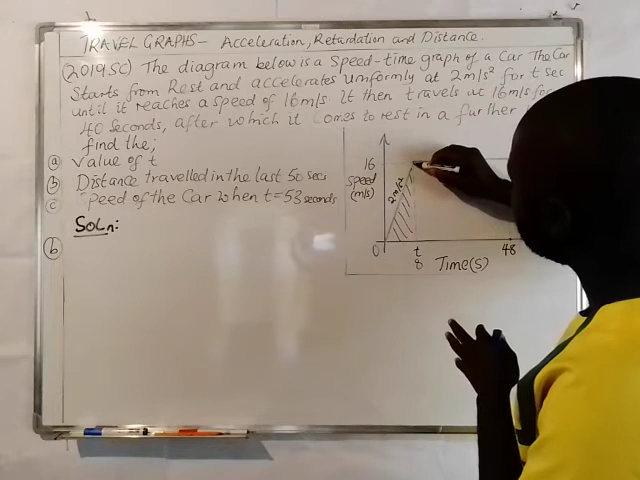 TRAVEL GRAPHS - Acceleration, Retardation and Distance.
(2019,SC) The diagram below is a Speed-time graph of a Car The Car
Starts from Rest and accelerates uniformly at 2m/s² for t sec
until it reaches a speed of 16m/s It then travels at 16m/s for
40 Seconds, after which it Comes to rest in a further
find the;
a Value of t
b Distance travelled in the last 50 secs
c Speed of the Car when t=53 seconds
SoLn:
b
16
Speed
(m/s)
2m/s²
0
t
8
48
Time(s)